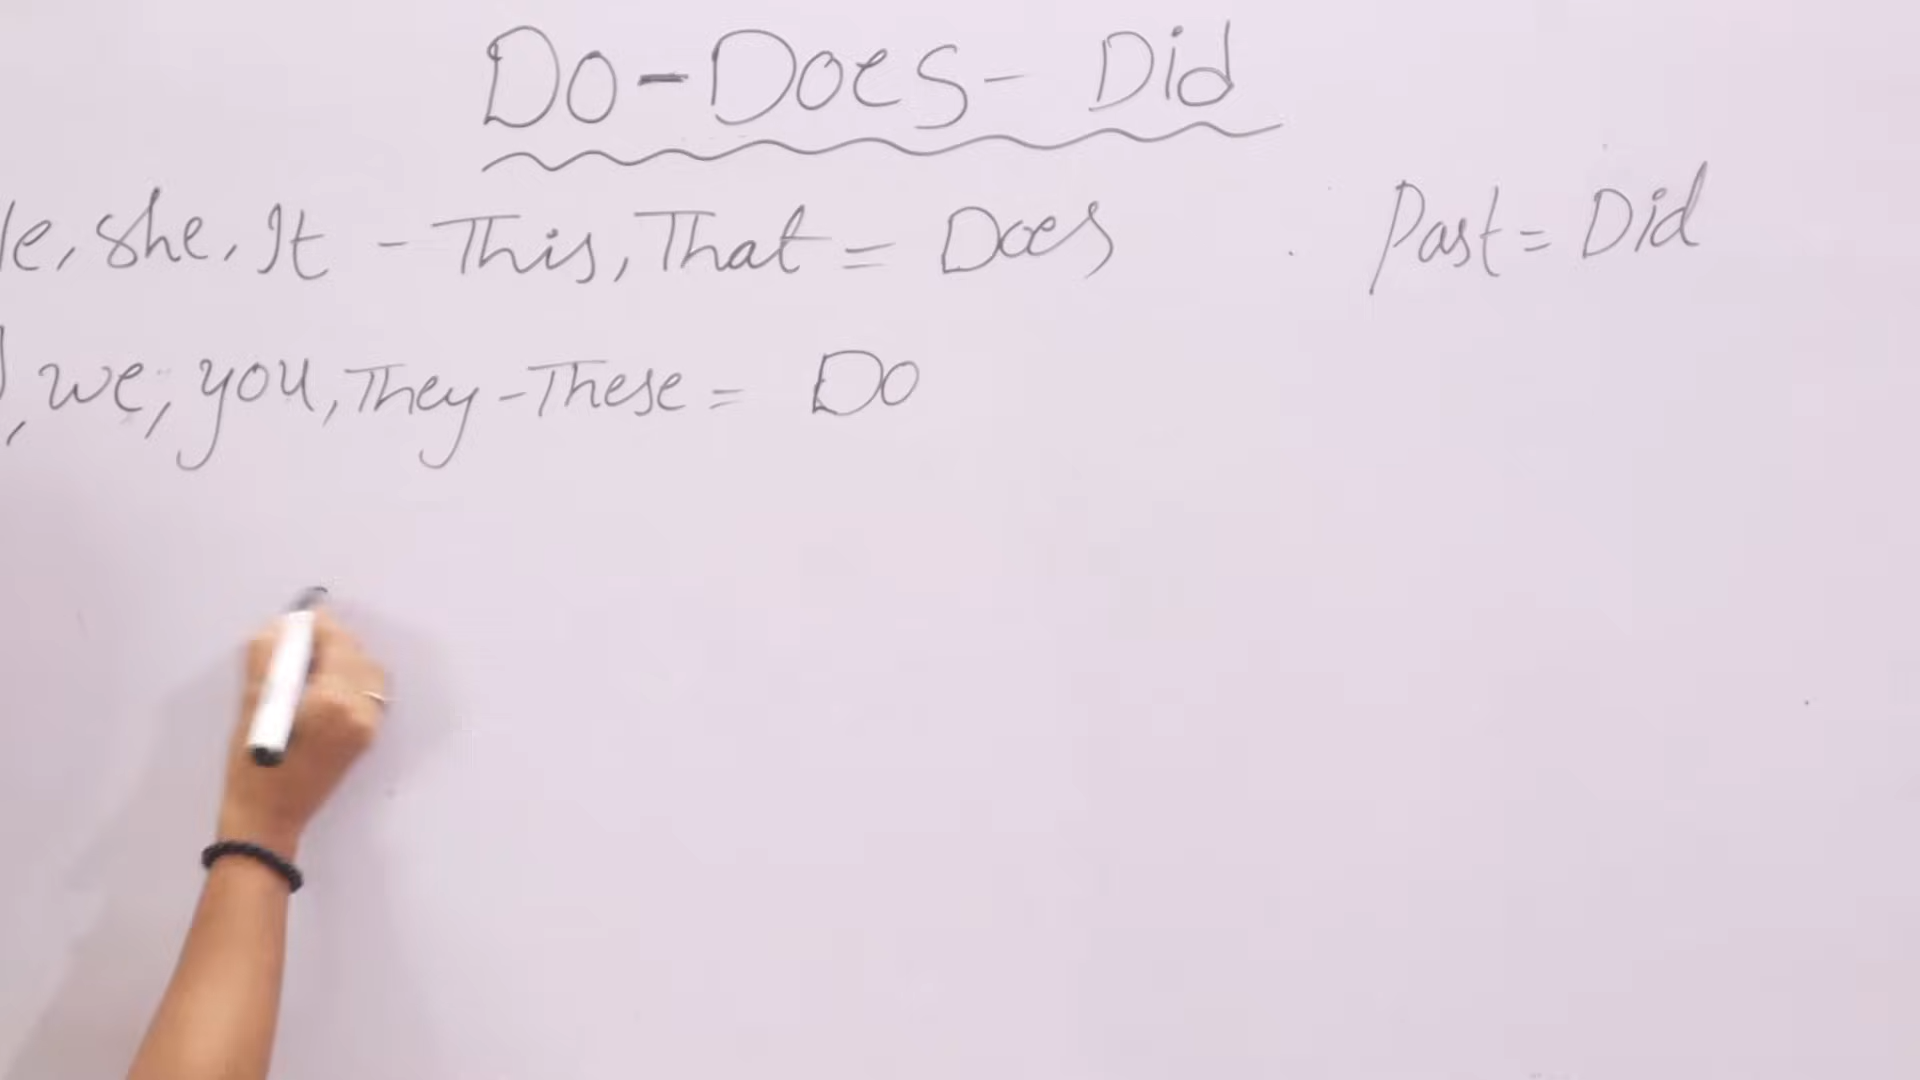 Do-Does- Did
He, she, It - This, That = Does
Past = Did
, we, you, They - These = Do